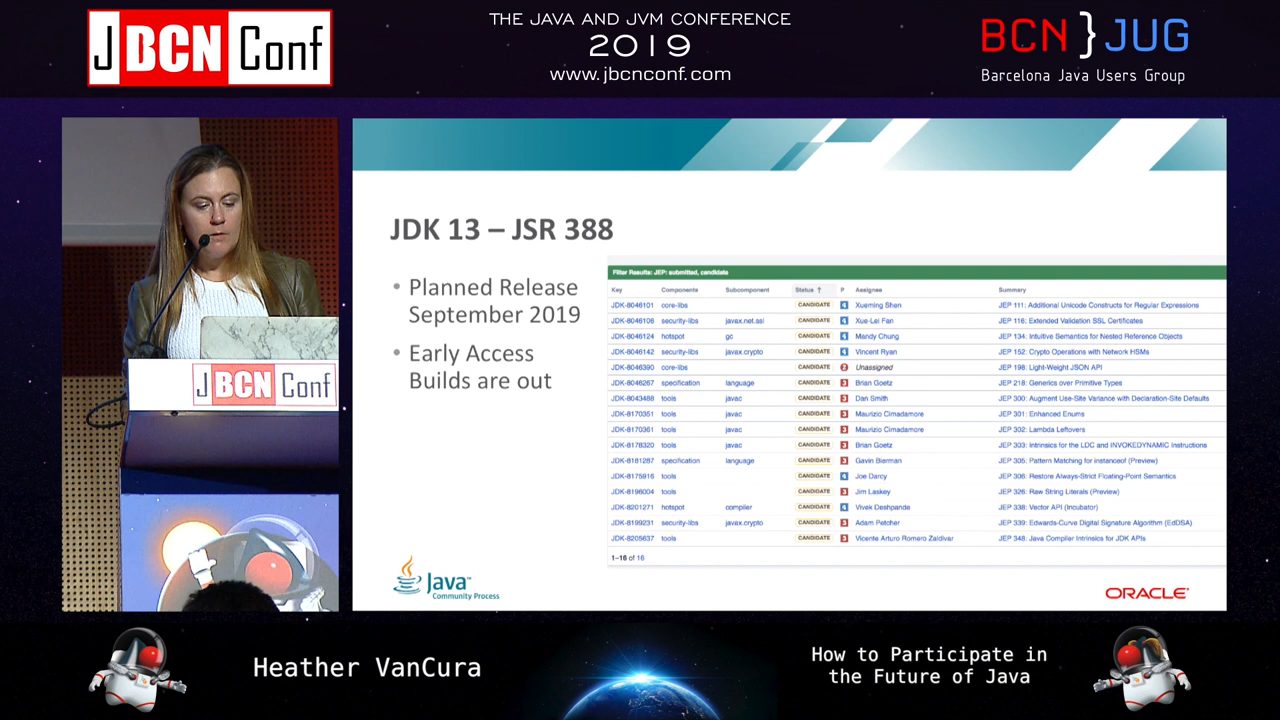 JBCNConf
THE JAVA AND JVM CONFERENCE
2019
www.jbcnconf.com
BCN}JUG
Barcelona Java Users Group
JDK 13 – JSR 388
• Planned Release
September 2019
• Early Access
Builds are out
Filter Results: JEP: submitted, candidate
Key Components Subcomponent Status ↑ P Assignee Summary
JDK-8046101 core-libs CANDIDATE 4 Xueming Shen JEP 111: Additional Unicode Constructs for Regular Expressions
JDK-8046106 security-libs javax.net.ssl CANDIDATE 4 Xue-Lei Fan JEP 116: Extended Validation SSL Certificates
JDK-8046124 hotspot gc CANDIDATE 4 Mandy Chung JEP 134: Intuitive Semantics for Nested Reference Objects
JDK-8046142 security-libs javax.crypto CANDIDATE 4 Vincent Ryan JEP 152: Crypto Operations with Network HSMs
JDK-8046390 core-libs CANDIDATE 2 Unassigned JEP 198: Light-Weight JSON API
JDK-8046267 specification language CANDIDATE 3 Brian Goetz JEP 218: Generics over Primitive Types
JDK-8043488 tools javac CANDIDATE 3 Dan Smith JEP 300: Augment Use-Site Variance with Declaration-Site Defaults
JDK-8170351 tools javac CANDIDATE 3 Maurizio Cimadamore JEP 301: Enhanced Enums
JDK-8170361 tools javac CANDIDATE 3 Maurizio Cimadamore JEP 302: Lambda Leftovers
JDK-8178320 tools javac CANDIDATE 3 Brian Goetz JEP 303: Intrinsics for the LDC and INVOKEDYNAMIC Instructions
JDK-8181287 specification language CANDIDATE 3 Gavin Bierman JEP 305: Pattern Matching for instanceof (Preview)
JDK-8175916 tools CANDIDATE 4 Joe Darcy JEP 306: Restore Always-Strict Floating-Point Semantics
JDK-8196004 tools CANDIDATE 3 Jim Laskey JEP 326: Raw String Literals (Preview)
JDK-8201271 hotspot compiler CANDIDATE 4 Vivek Deshpande JEP 338: Vector API (Incubator)
JDK-8199231 security-libs javax.crypto CANDIDATE 3 Adam Petcher JEP 339: Edwards-Curve Digital Signature Algorithm (EdDSA)
JDK-8205637 tools CANDIDATE 3 Vicente Arturo Romero Zaldivar JEP 348: Java Compiler Intrinsics for JDK APIs
1–16 of 16
Java™
Community Process
ORACLE®
JBCNConf
Heather VanCura
How to Participate in
the Future of Java